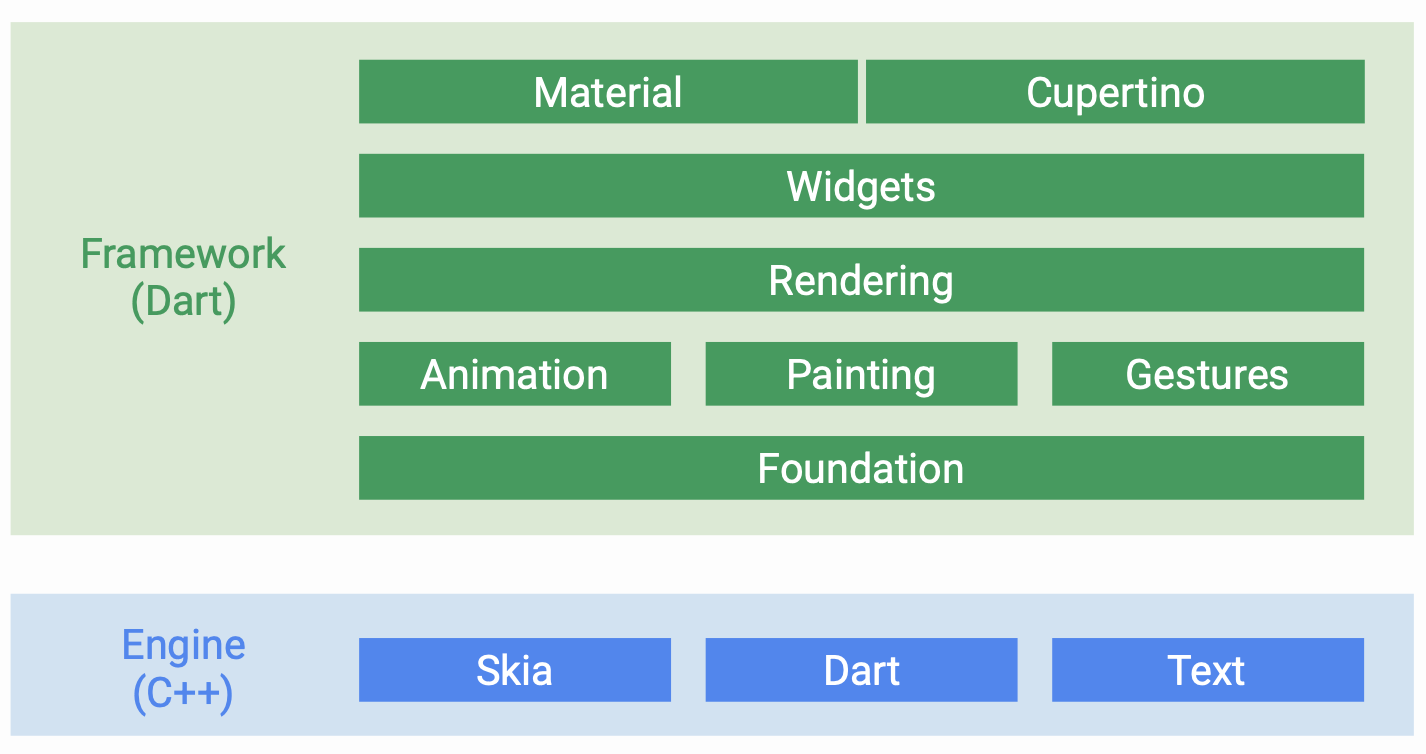 Material
Cupertino
Widgets
Framework
(Dart)
Rendering
Animation
Painting
Gestures
Foundation
Engine
(C++)
Skia
Dart
Text